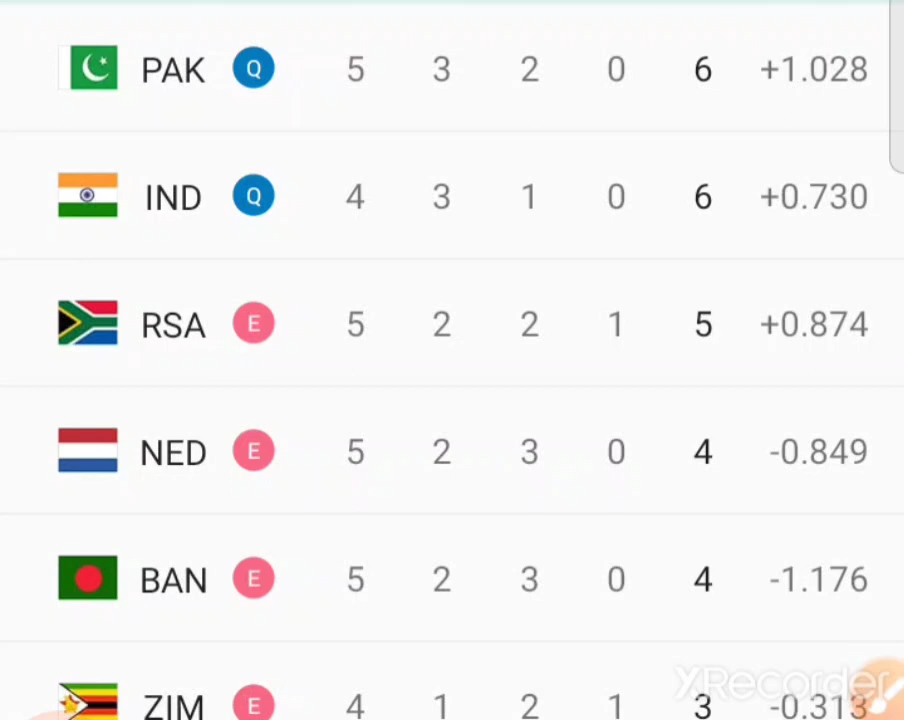 PAK Q 5 3 2 0 6 +1.028
IND Q 4 3 1 0 6 +0.730
RSA E 5 2 2 1 5 +0.874
NED E 5 2 3 0 4 -0.849
BAN E 5 2 3 0 4 -1.176
ZIM E 4 1 2 1 3 -0.313
XRecorder